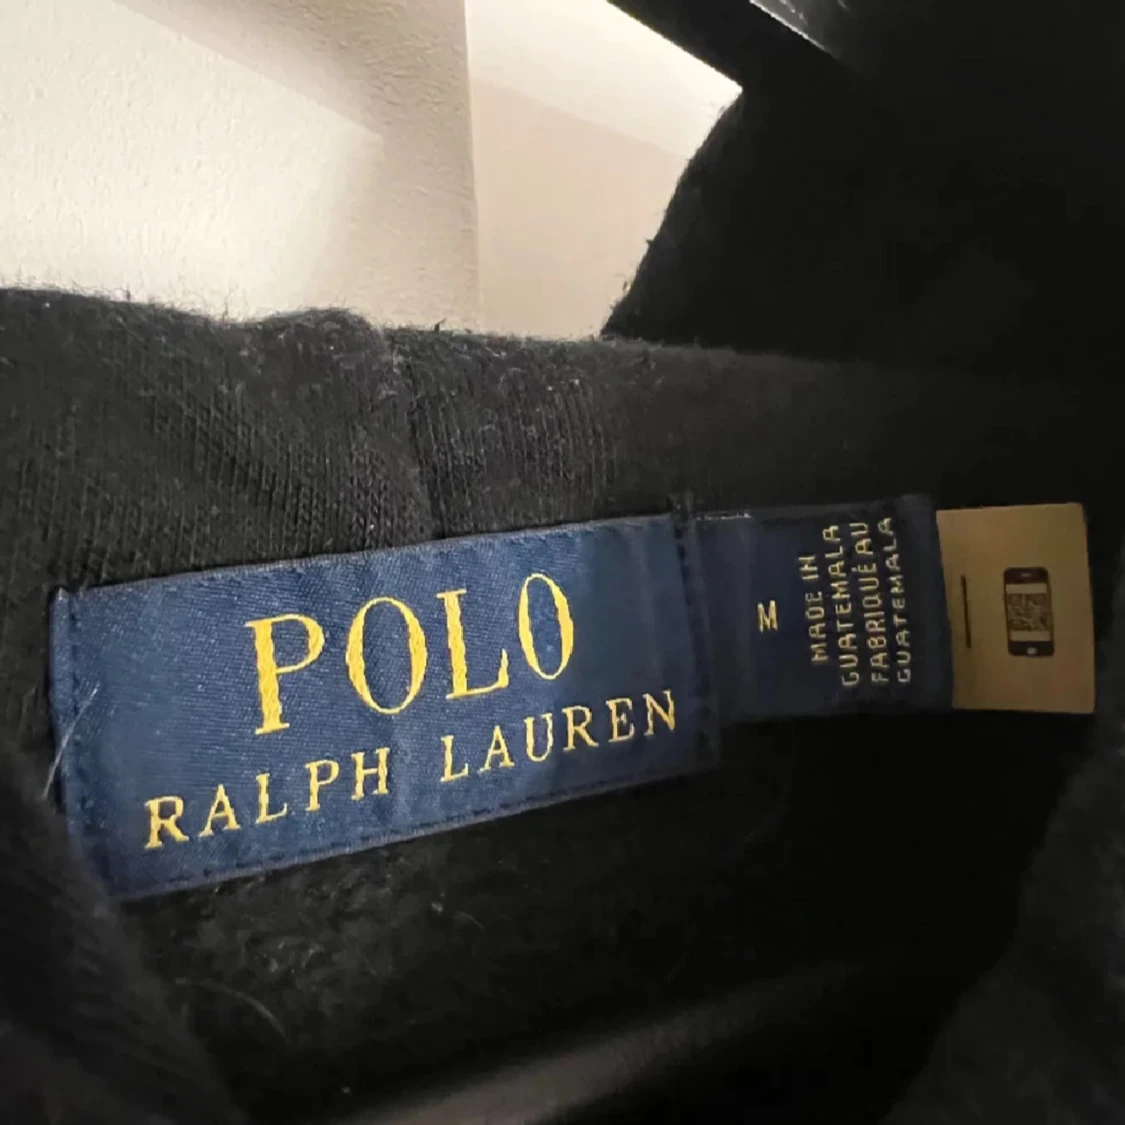 POLO
RALPH LAUREN
M
MADE IN
GUATEMALA
FABRIQUÉ AU
GUATEMALA